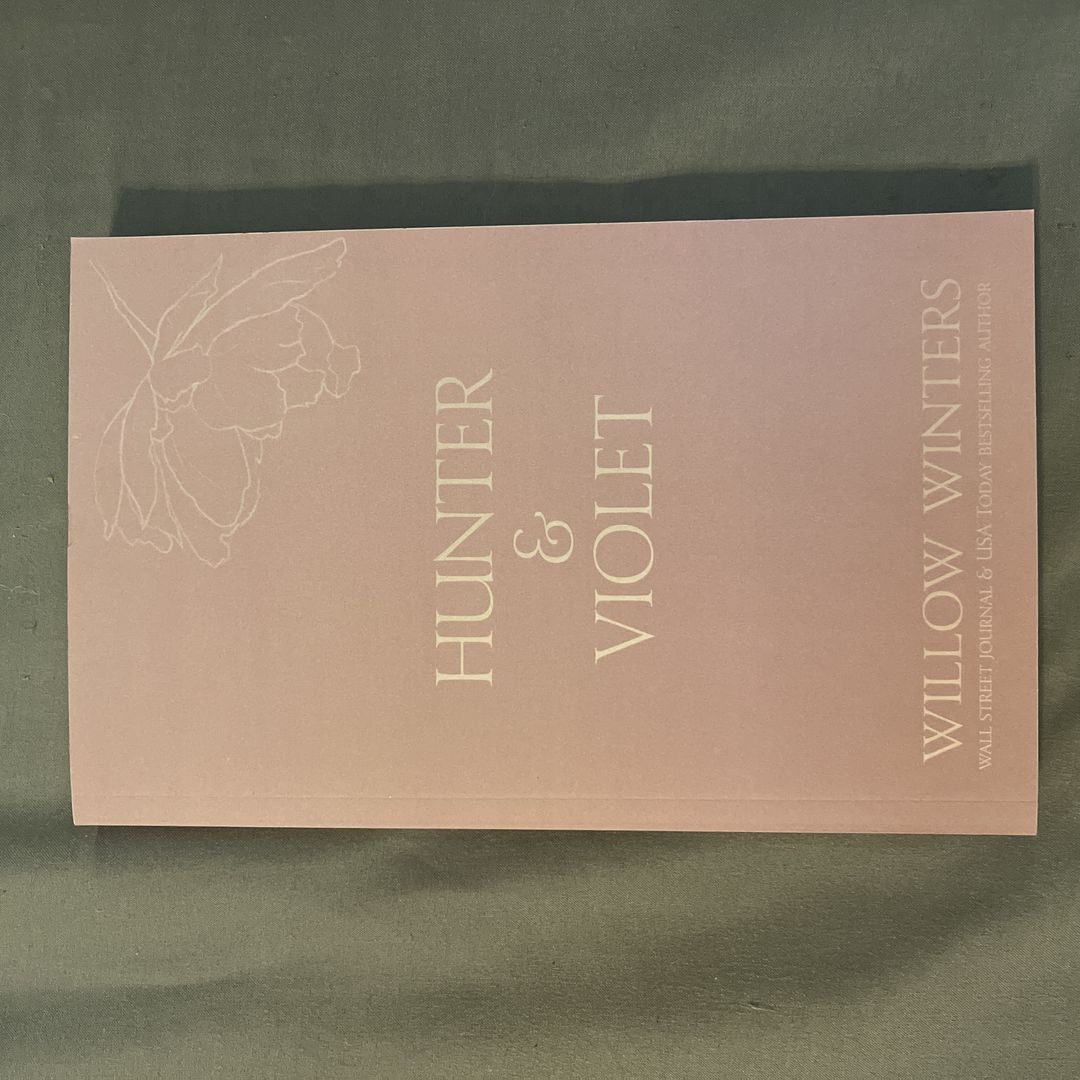 HUNTER
&
VIOLET
WILLOW WINTERS
WALL STREET JOURNAL & USA TODAY BESTSELLING AUTHOR